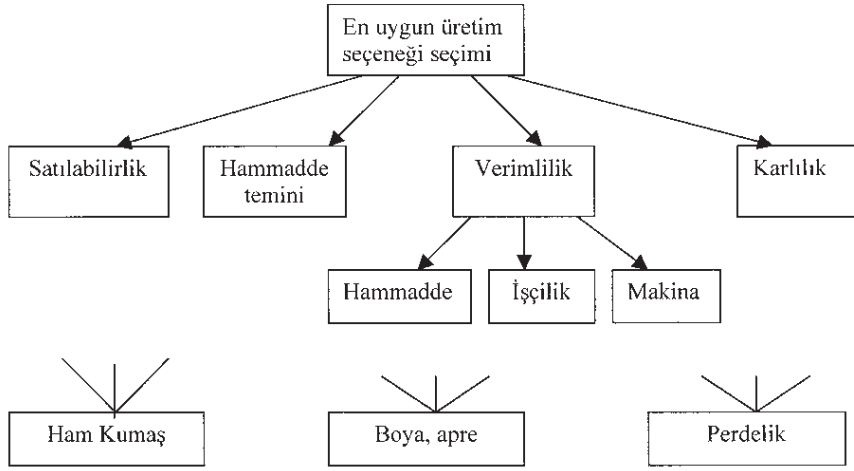 En uygun üretim
seçeneği seçimi
Satılabilirlik
Hammadde
temini
Verimlilik
Karlılık
Hammadde
İşçilik
Makina
Ham Kumaş
Boya, apre
Perdelik